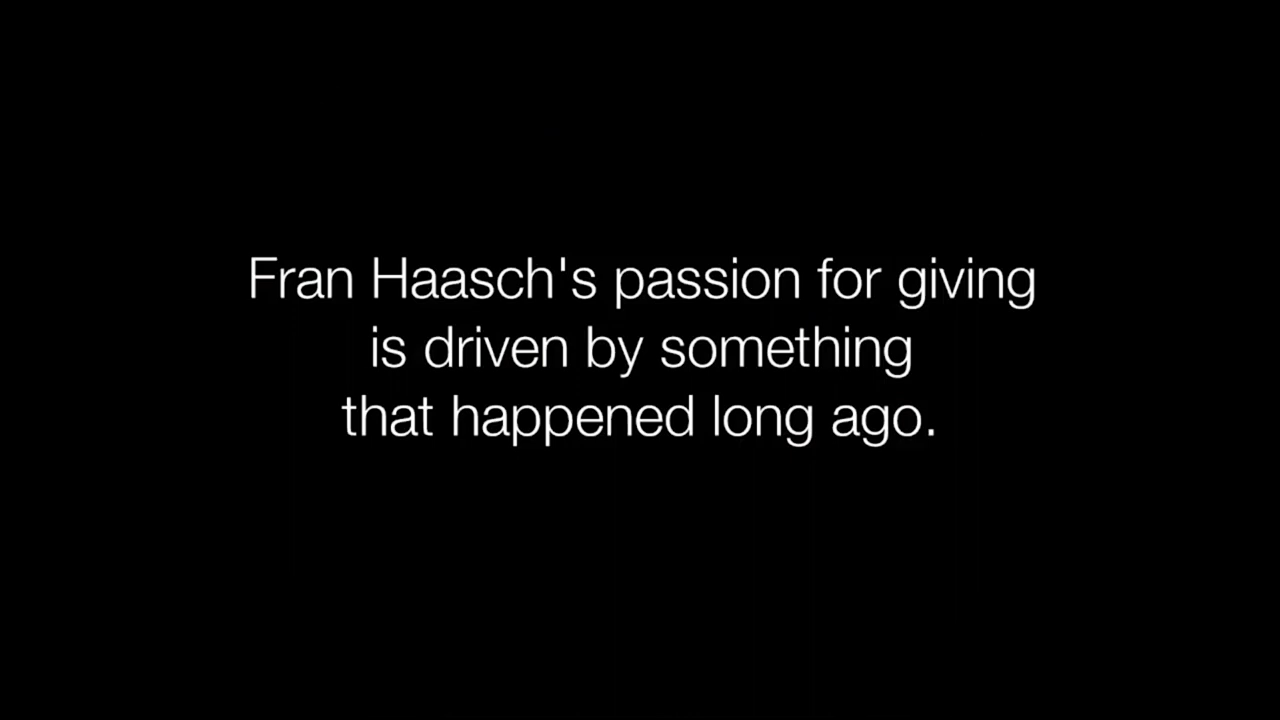 Fran Haasch's passion for giving
is driven by something
that happened long ago.